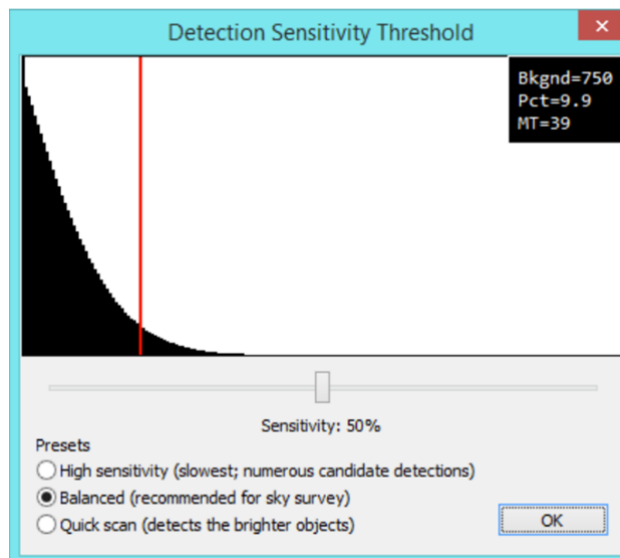 Detection Sensitivity Threshold
Bkgnd=750
Pct=9.9
MT=39
Sensitivity: 50%
Presets
High sensitivity (slowest; numerous candidate detections)
Balanced (recommended for sky survey)
Quick scan (detects the brighter objects)
OK